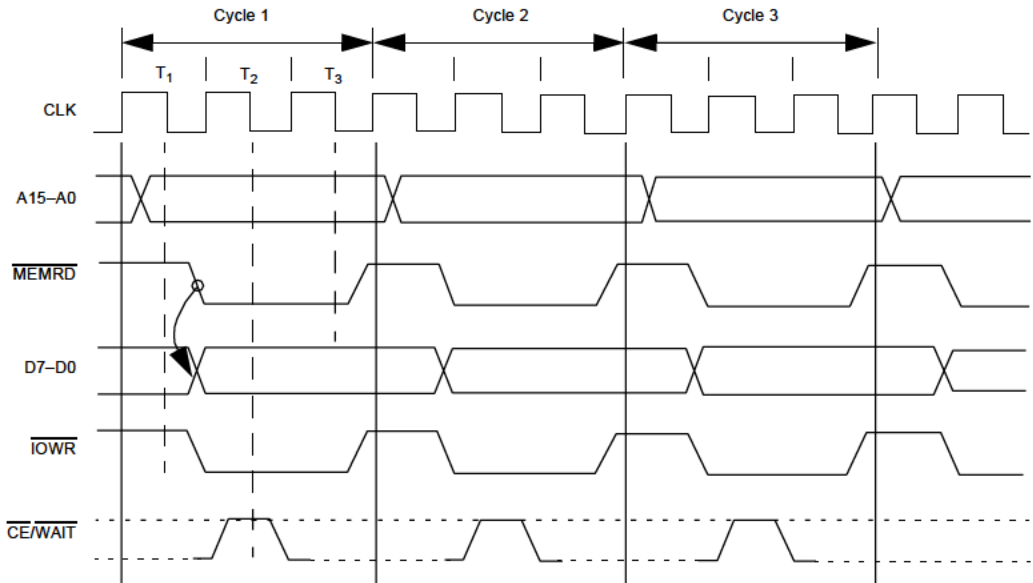 Cycle 1 Cycle 2 Cycle 3
T1 T2 T3
CLK
A15–A0
MEMRD
D7–D0
IOWR
CE/WAIT